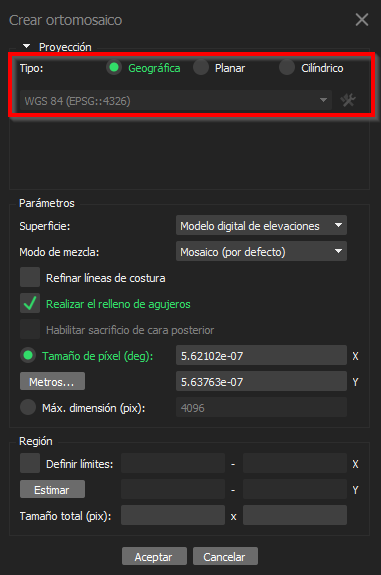 Crear ortomosaico
Proyección
Tipo: Geográfica Planar Cilíndrico
WGS 84 (EPSG::4326)
Parámetros
Superficie: Modelo digital de elevaciones
Modo de mezcla: Mosaico (por defecto)
Refinar líneas de costura
Realizar el relleno de agujeros
Habilitar sacrificio de cara posterior
Tamaño de píxel (deg): 5.62102e-07 X
Metros... 5.63763e-07 Y
Máx. dimensión (pix): 4096
Región
Definir límites: - X
Estimar - Y
Tamaño total (pix): x
Aceptar Cancelar